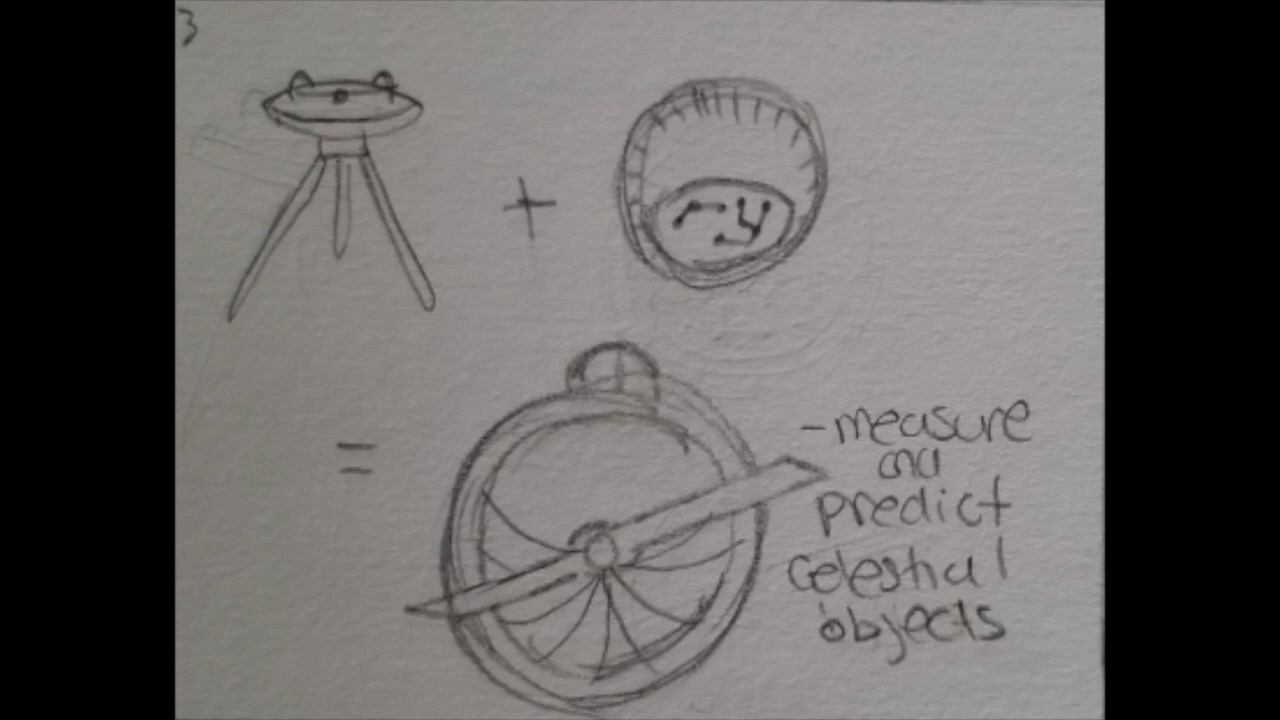 3
+
=
-measure
and
predict
celestial
objects